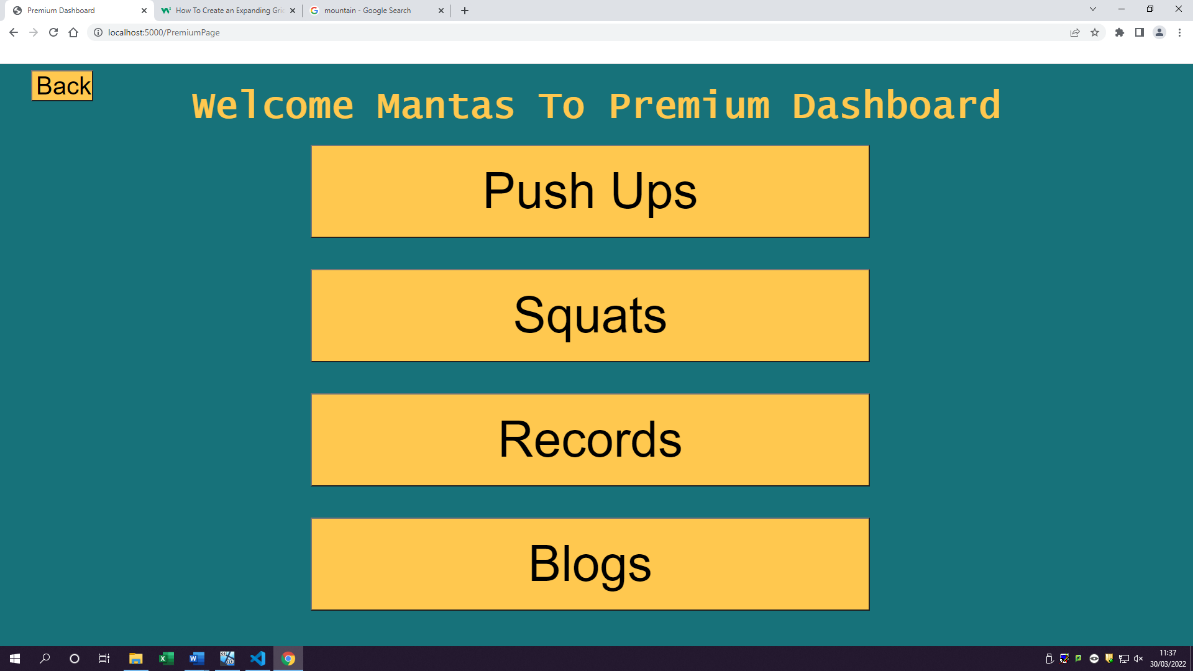 Premium Dashboard
How To Create an Expanding Gri
mountain - Google Search
localhost:5000/PremiumPage
Back
Welcome Mantas To Premium Dashboard
Push Ups
Squats
Records
Blogs
11:37
30/03/2022